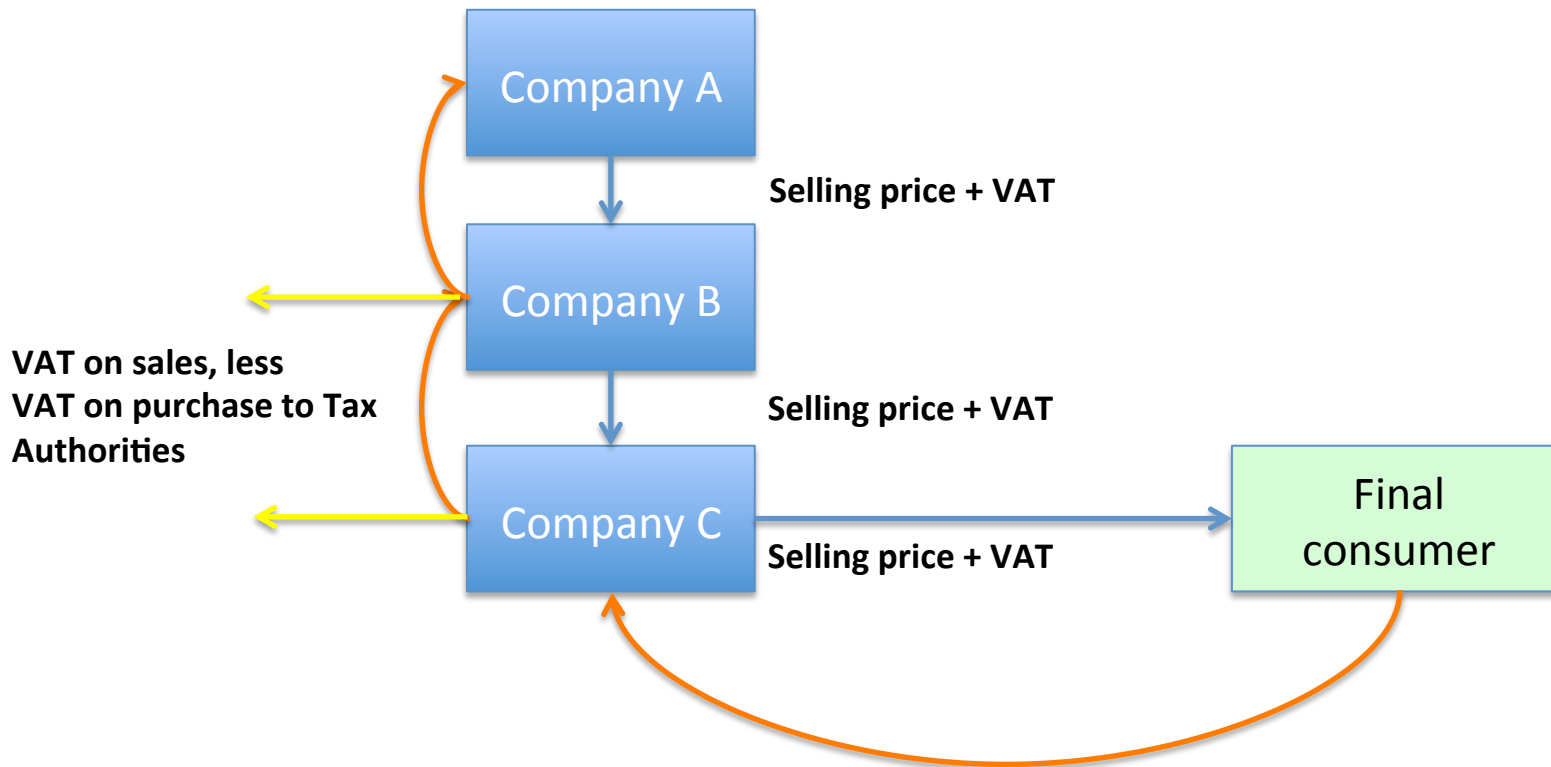 Company A
Selling price + VAT
Company B
VAT on sales, less
VAT on purchase to Tax
Authorities
Selling price + VAT
Company C
Selling price + VAT
Final
consumer